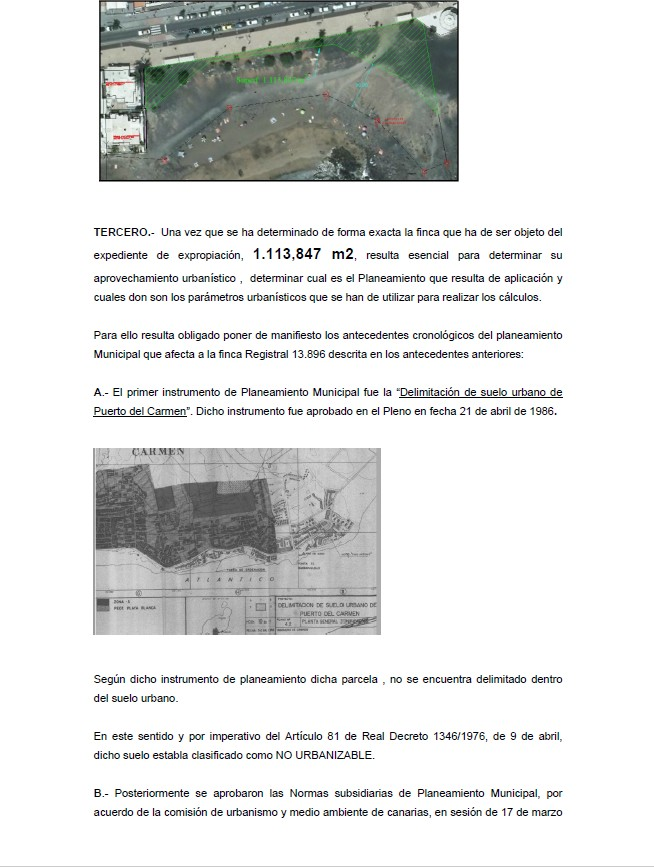 TERCERO.- Una vez que se ha determinado de forma exacta la finca que ha de ser objeto del
expediente de expropiación, 1.113,847 m2, resulta esencial para determinar su
aprovechamiento urbanístico , determinar cual es el Planeamiento que resulta de aplicación y
cuales don son los parámetros urbanísticos que se han de utilizar para realizar los cálculos.
Para ello resulta obligado poner de manifiesto los antecedentes cronológicos del planeamiento
Municipal que afecta a la finca Registral 13.896 descrita en los antecedentes anteriores:
A.- El primer instrumento de Planeamiento Municipal fue la “Delimitación de suelo urbano de
Puerto del Carmen”. Dicho instrumento fue aprobado en el Pleno en fecha 21 de abril de 1986.
CARMEN
ATLANTICO
ZONA
PLAYA BLANCA
DELIMITACION DE SUELO URBANO DE
PUERTO DEL CARMEN
PLANTA GENERAL
Según dicho instrumento de planeamiento dicha parcela , no se encuentra delimitado dentro
del suelo urbano.
En este sentido y por imperativo del Artículo 81 de Real Decreto 1346/1976, de 9 de abril,
dicho suelo establa clasificado como NO URBANIZABLE.
B.- Posteriormente se aprobaron las Normas subsidiarias de Planeamiento Municipal, por
acuerdo de la comisión de urbanismo y medio ambiente de canarias, en sesión de 17 de marzo